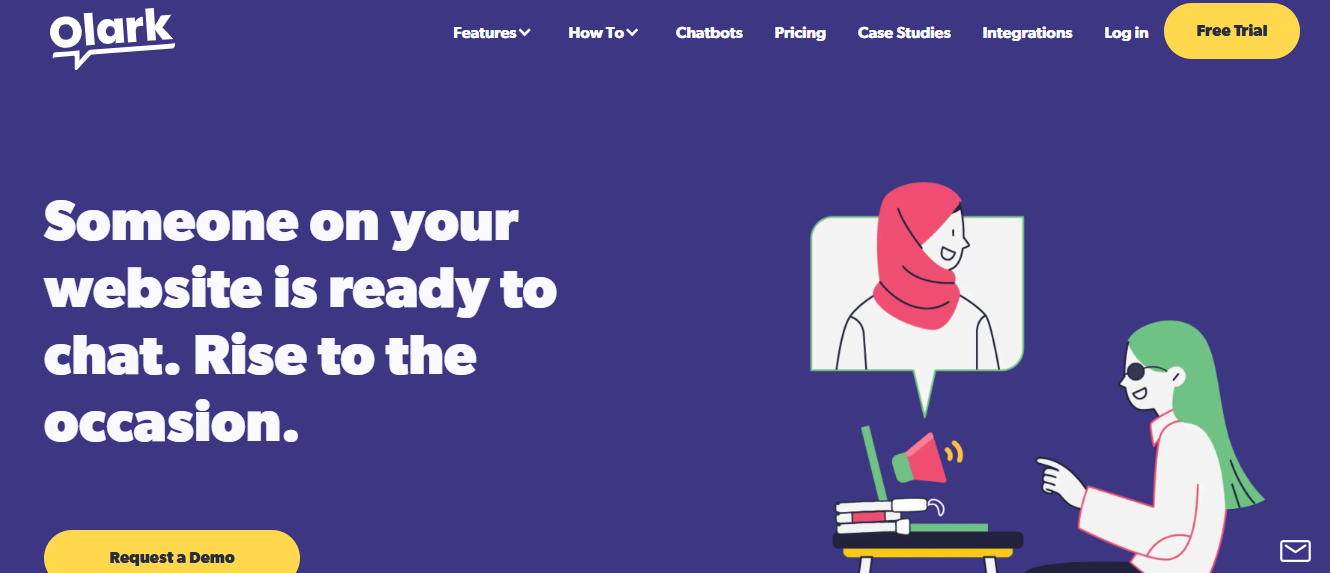 Olark
Features
How To
Chatbots
Pricing
Case Studies
Integrations
Log in
Free Trial
Someone on your
website is ready to
chat. Rise to the
occasion.
Request a Demo